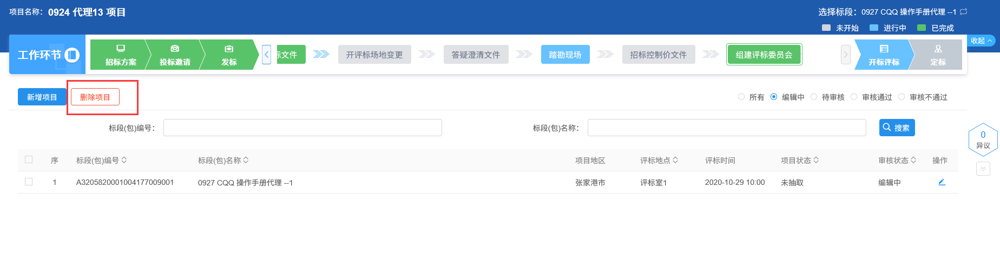 项目名称： 0924 代理13 项目
选择标段：0927 CQQ 操作手册代理 --1
未开始 进行中 已完成
收起
工作环节
招标方案 投标邀请 发标
标文件 开评标场地变更 答疑澄清文件 踏勘现场 招标控制价文件 组建评标委员会
开标评标 定标
新增项目 删除项目
所有 编辑中 待审核 审核通过 审核不通过
标段(包)编号： 标段(包)名称： 搜索
0
异议
序 标段(包)编号 标段(包)名称 项目地区 评标地点 评标时间 项目状态 审核状态 操作
1 A3205820001004177009001 0927 CQQ 操作手册代理 --1 张家港市 评标室1 2020-10-29 10:00 未抽取 编辑中